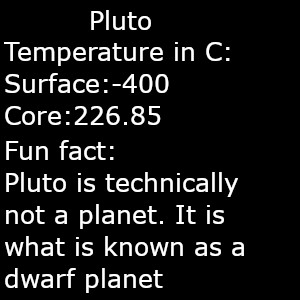 Pluto
Temperature in C:
Surface:-400
Core:226.85
Fun fact:
Pluto is technically
not a planet. It is
what is known as a
dwarf planet